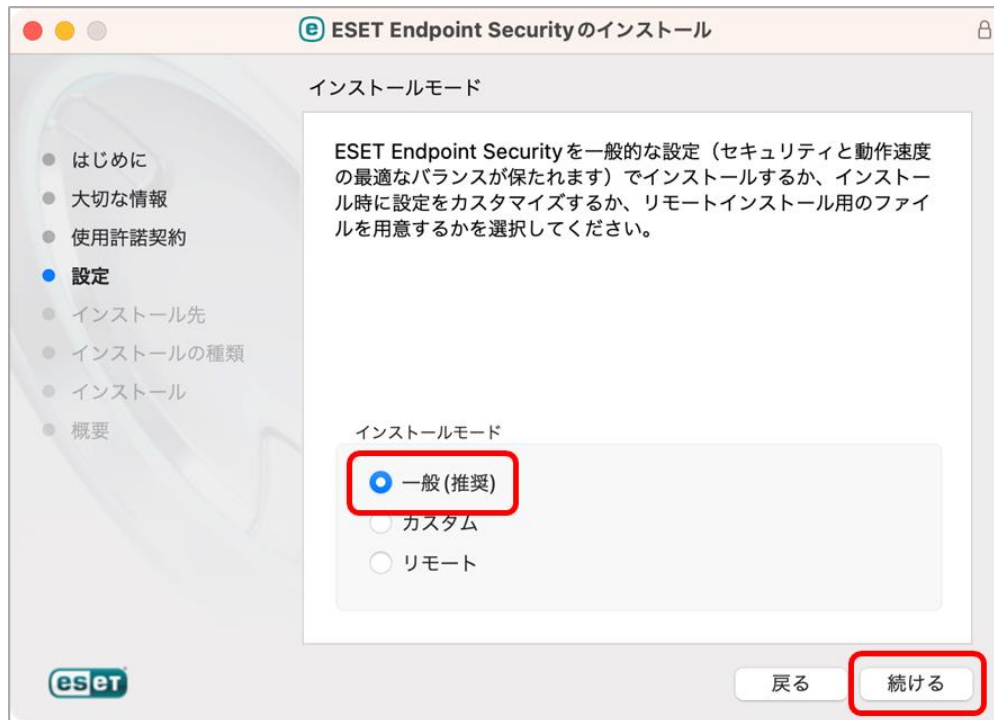 ESET Endpoint Securityのインストール
インストールモード
はじめに
大切な情報
使用許諾契約
設定
インストール先
インストールの種類
インストール
概要
ESET Endpoint Securityを一般的な設定（セキュリティと動作速度
の最適なバランスが保たれます）でインストールするか、インストー
ル時に設定をカスタマイズするか、リモートインストール用のファイ
ルを用意するかを選択してください。
インストールモード
一般(推奨)
カスタム
リモート
eseT
戻る
続ける